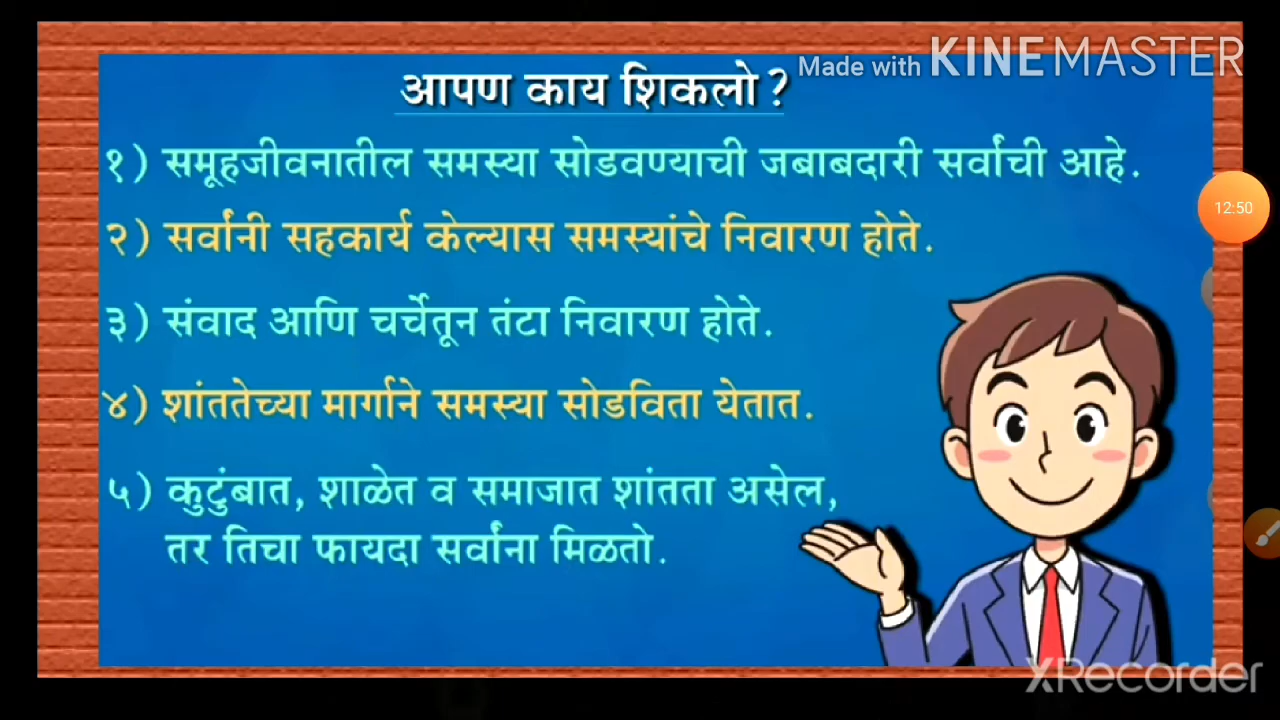 Made with KINEMASTER
आपण काय शिकलो ?
१) समूहजीवनातील समस्या सोडवण्याची जबाबदारी सर्वांची आहे.
२) सर्वांनी सहकार्य केल्यास समस्यांचे निवारण होते.
12:50
३) संवाद आणि चर्चेतून तंटा निवारण होते.
४) शांततेच्या मार्गाने समस्या सोडविता येतात.
५) कुटुंबात, शाळेत व समाजात शांतता असेल,
तर तिचा फायदा सर्वांना मिळतो.
XRecorder